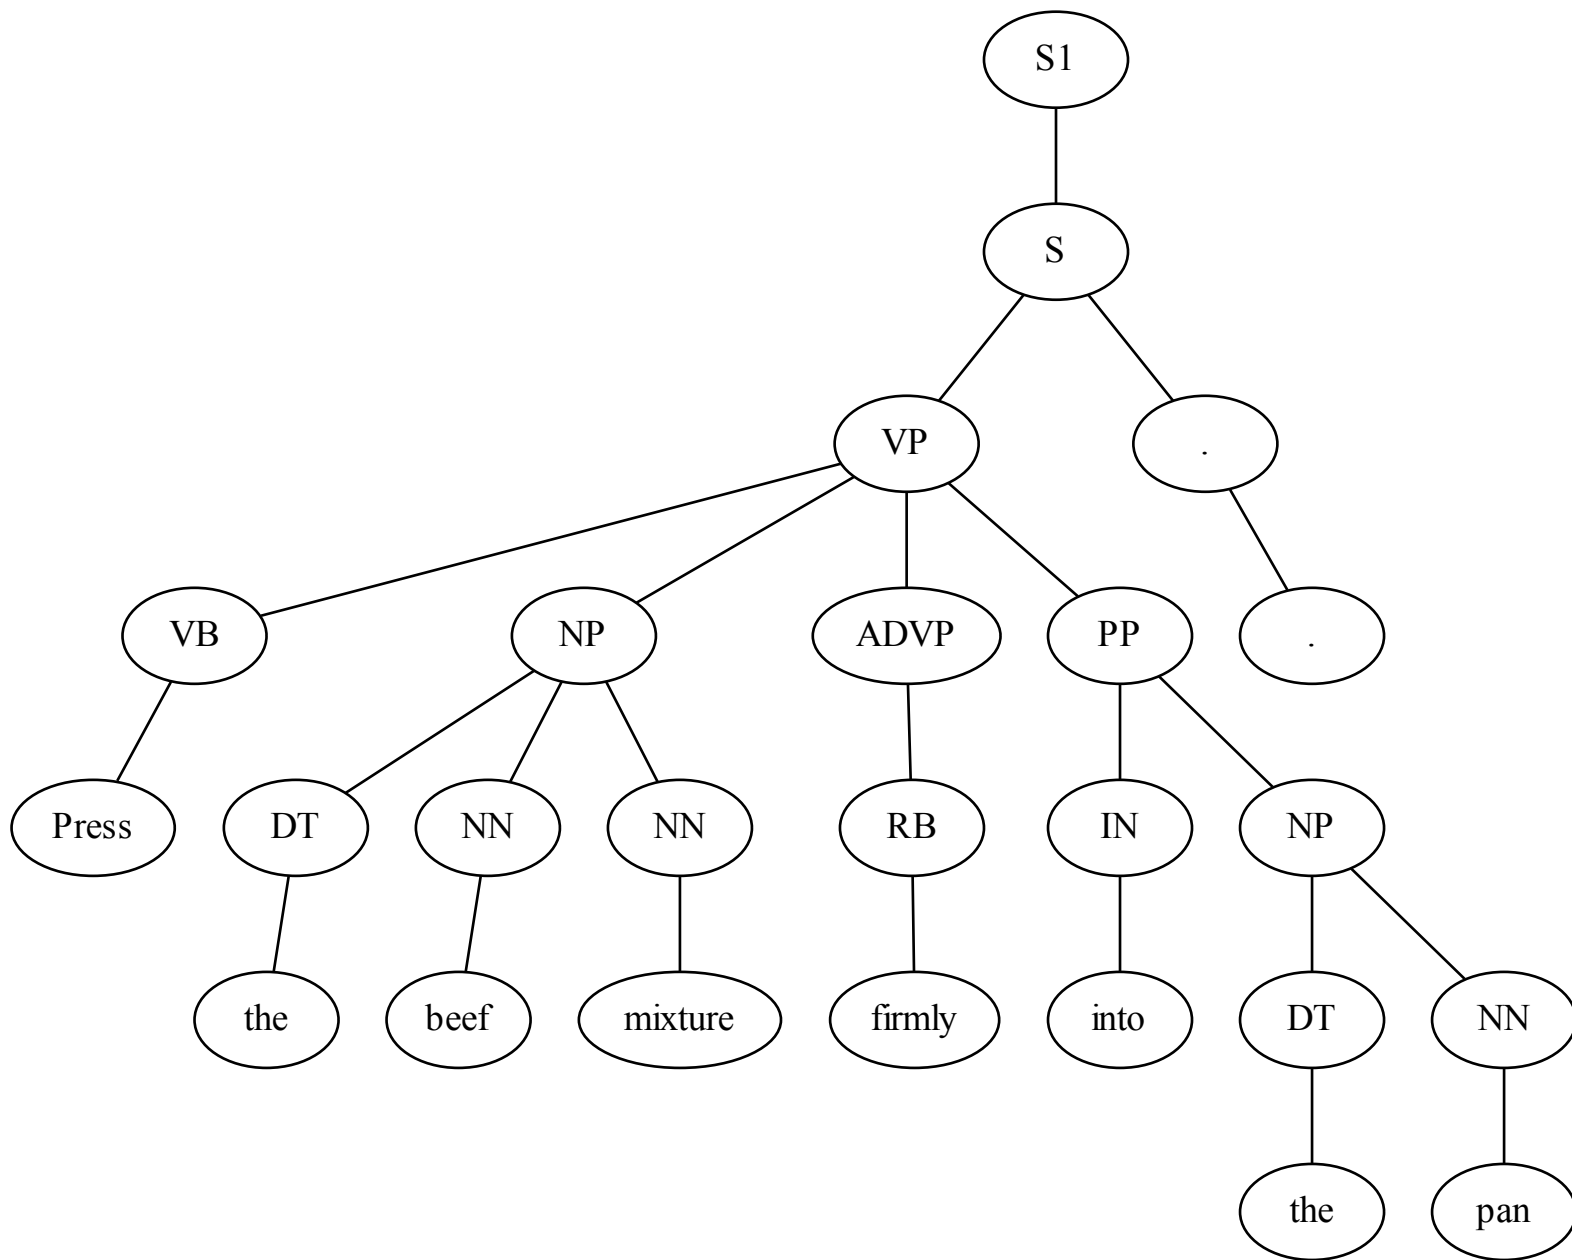 S1
S
VP .
VB NP ADVP PP .
Press DT NN NN RB IN NP
the beef mixture firmly into DT NN
the pan